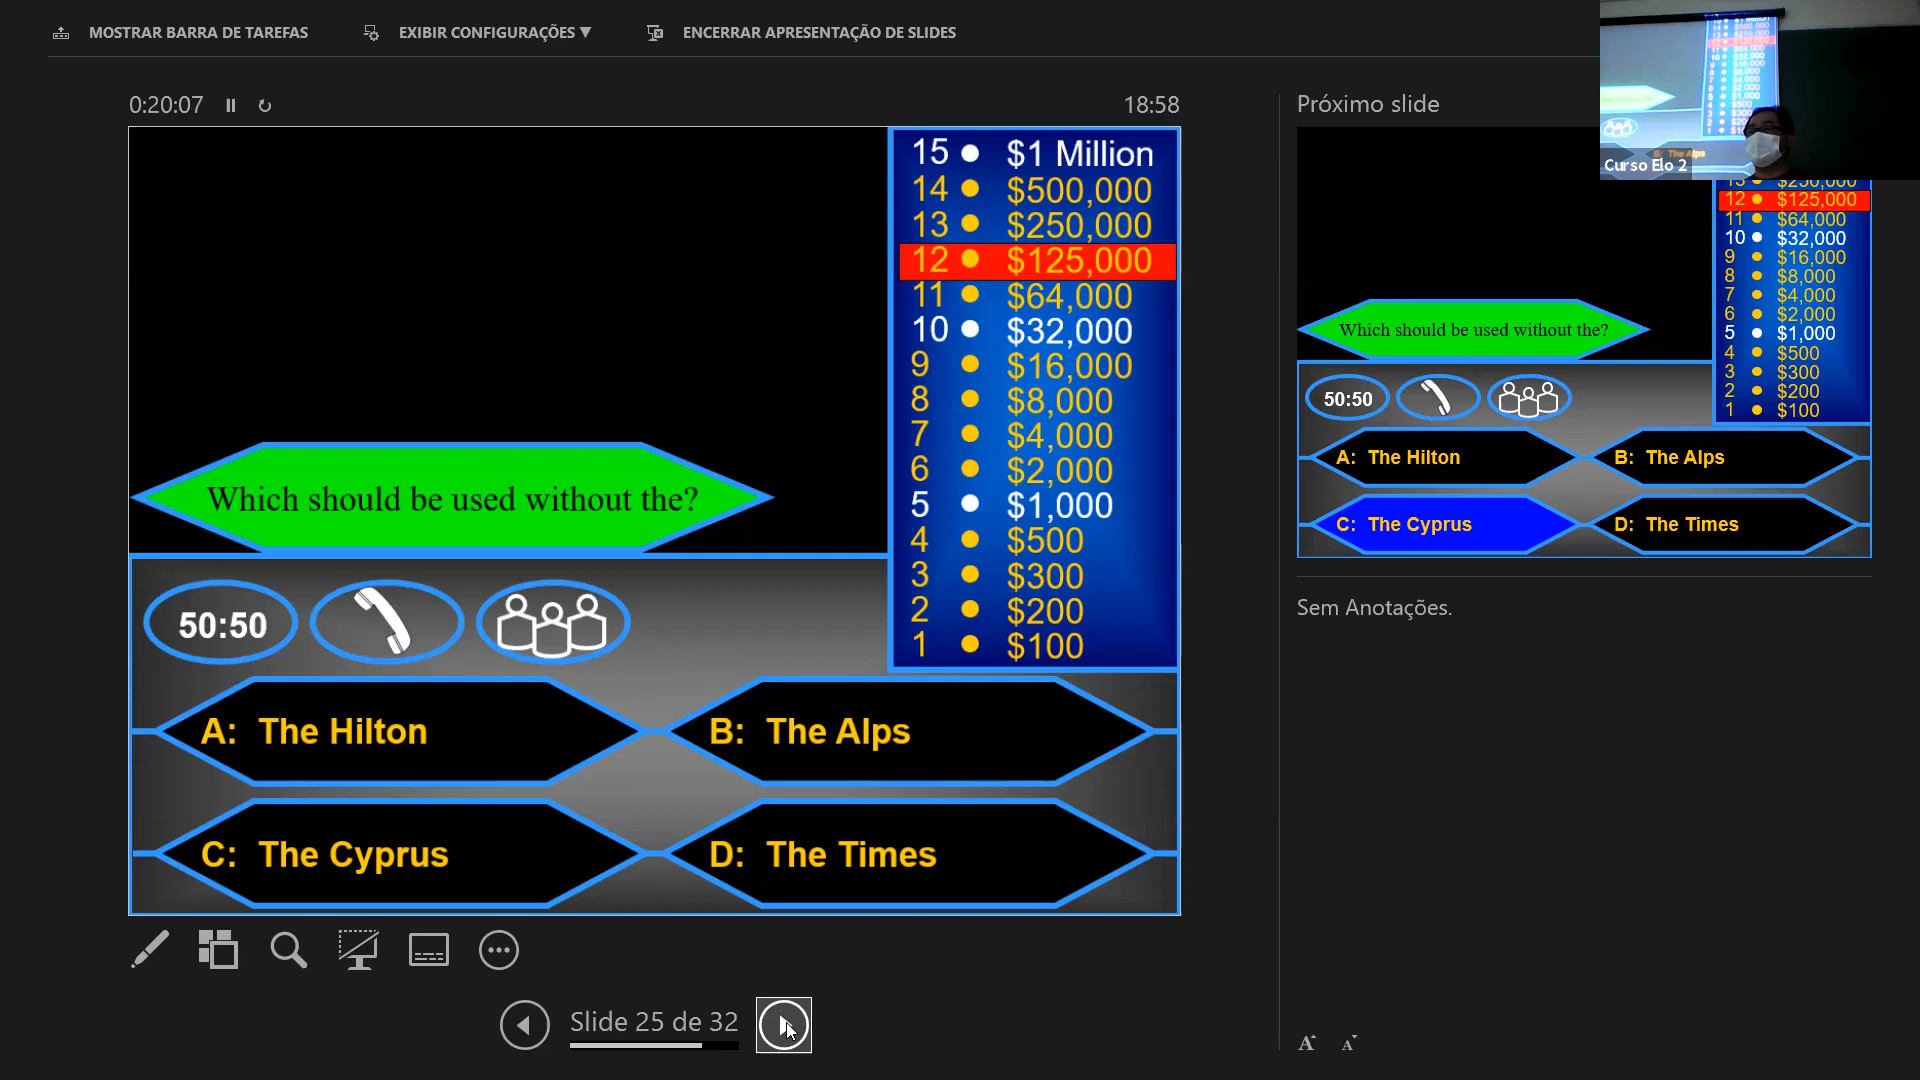 MOSTRAR BARRA DE TAREFAS
EXIBIR CONFIGURAÇÕES ▼
ENCERRAR APRESENTAÇÃO DE SLIDES
0:20:07
18:58
15 • $1 Million
14 • $500,000
13 • $250,000
12 • $125,000
11 • $64,000
10 • $32,000
9 • $16,000
8 • $8,000
7 • $4,000
6 • $2,000
5 • $1,000
4 • $500
3 • $300
2 • $200
1 • $100
Which should be used without the?
50:50
A: The Hilton
B: The Alps
C: The Cyprus
D: The Times
Slide 25 de 32
Próximo slide
Curso Elo 2
13 • $250,000
12 • $125,000
11 • $64,000
10 • $32,000
9 • $16,000
8 • $8,000
7 • $4,000
6 • $2,000
5 • $1,000
4 • $500
3 • $300
2 • $200
1 • $100
Which should be used without the?
50:50
A: The Hilton
B: The Alps
C: The Cyprus
D: The Times
Sem Anotações.
A A